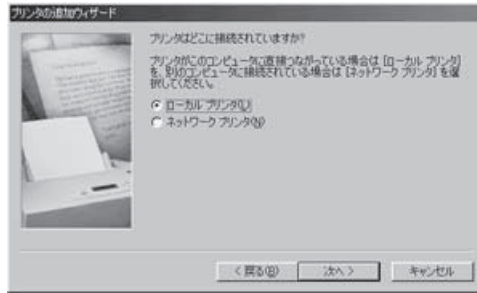 プリンタの追加ウィザード
プリンタはどこに接続されていますか?
プリンタがこのコンピュータに直接つながっている場合は [ローカル プリンタ]
を、別のコンピュータに接続されている場合は [ネットワーク プリンタ] を選
択してください。
ローカル プリンタ(L)
ネットワーク プリンタ(N)
< 戻る(B)
次へ >
キャンセル